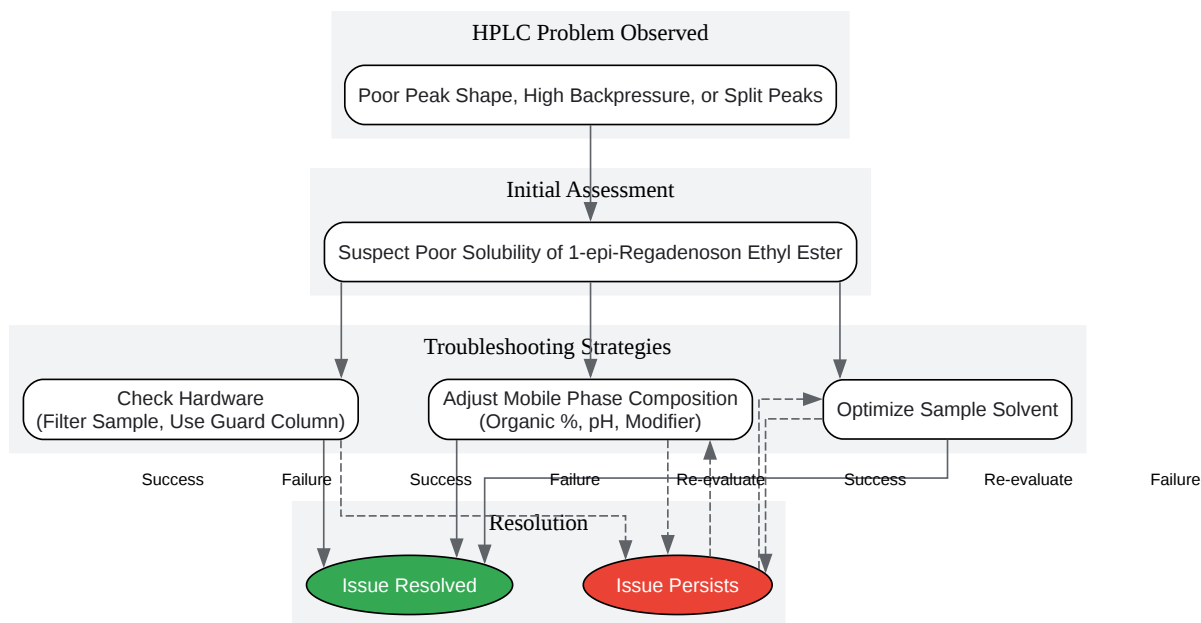 HPLC Problem Observed
Poor Peak Shape, High Backpressure, or Split Peaks
Initial Assessment
Suspect Poor Solubility of 1-epi-Regadenoson Ethyl Ester
Troubleshooting Strategies
Check Hardware
(Filter Sample, Use Guard Column)
Adjust Mobile Phase Composition
(Organic %, pH, Modifier)
Optimize Sample Solvent
Success Failure Success Failure Re-evaluate Success Re-evaluate Failure
Resolution
Issue Resolved
Issue Persists